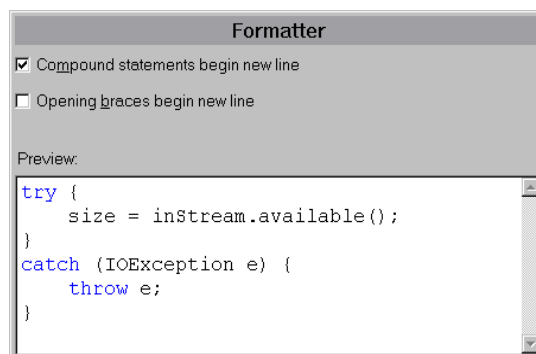 Formatter
Compound statements begin new line
Opening braces begin new line
Preview:
try {
    size = inStream.available();
}
catch (IOException e) {
    throw e;
}